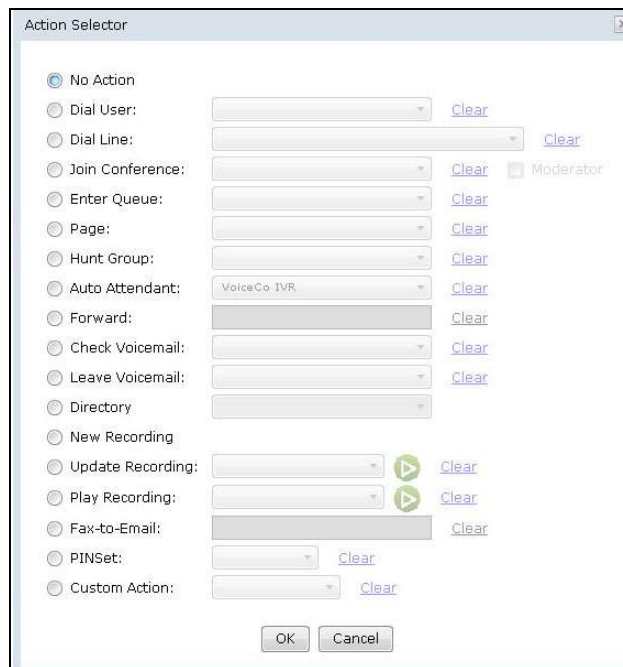 Action Selector
No Action
Dial User: Clear
Dial Line: Clear
Join Conference: Clear Moderator
Enter Queue: Clear
Page: Clear
Hunt Group: Clear
Auto Attendant: VoiceCo IVR Clear
Forward: Clear
Check Voicemail: Clear
Leave Voicemail: Clear
Directory
New Recording
Update Recording: Clear
Play Recording: Clear
Fax-to-Email: Clear
PINSet: Clear
Custom Action: Clear
OK Cancel